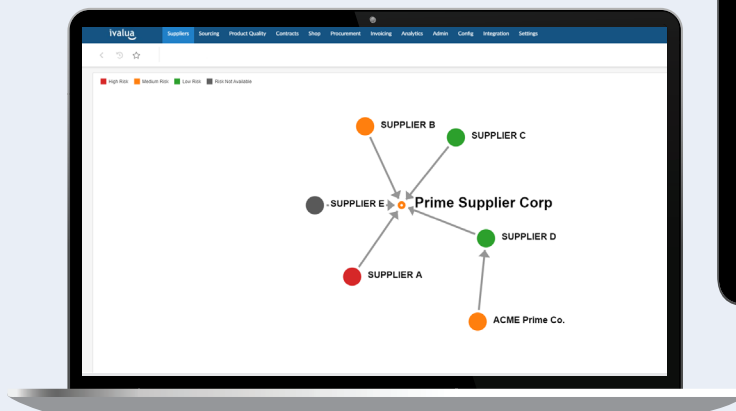 ivalua
Suppliers Sourcing Product Quality Contracts Shop Procurement Invoicing Analytics Admin Config Integration Settings
High Risk Medium Risk Low Risk Risk Not Available
SUPPLIER B
SUPPLIER C
SUPPLIER E
Prime Supplier Corp
SUPPLIER D
SUPPLIER A
ACME Prime Co.